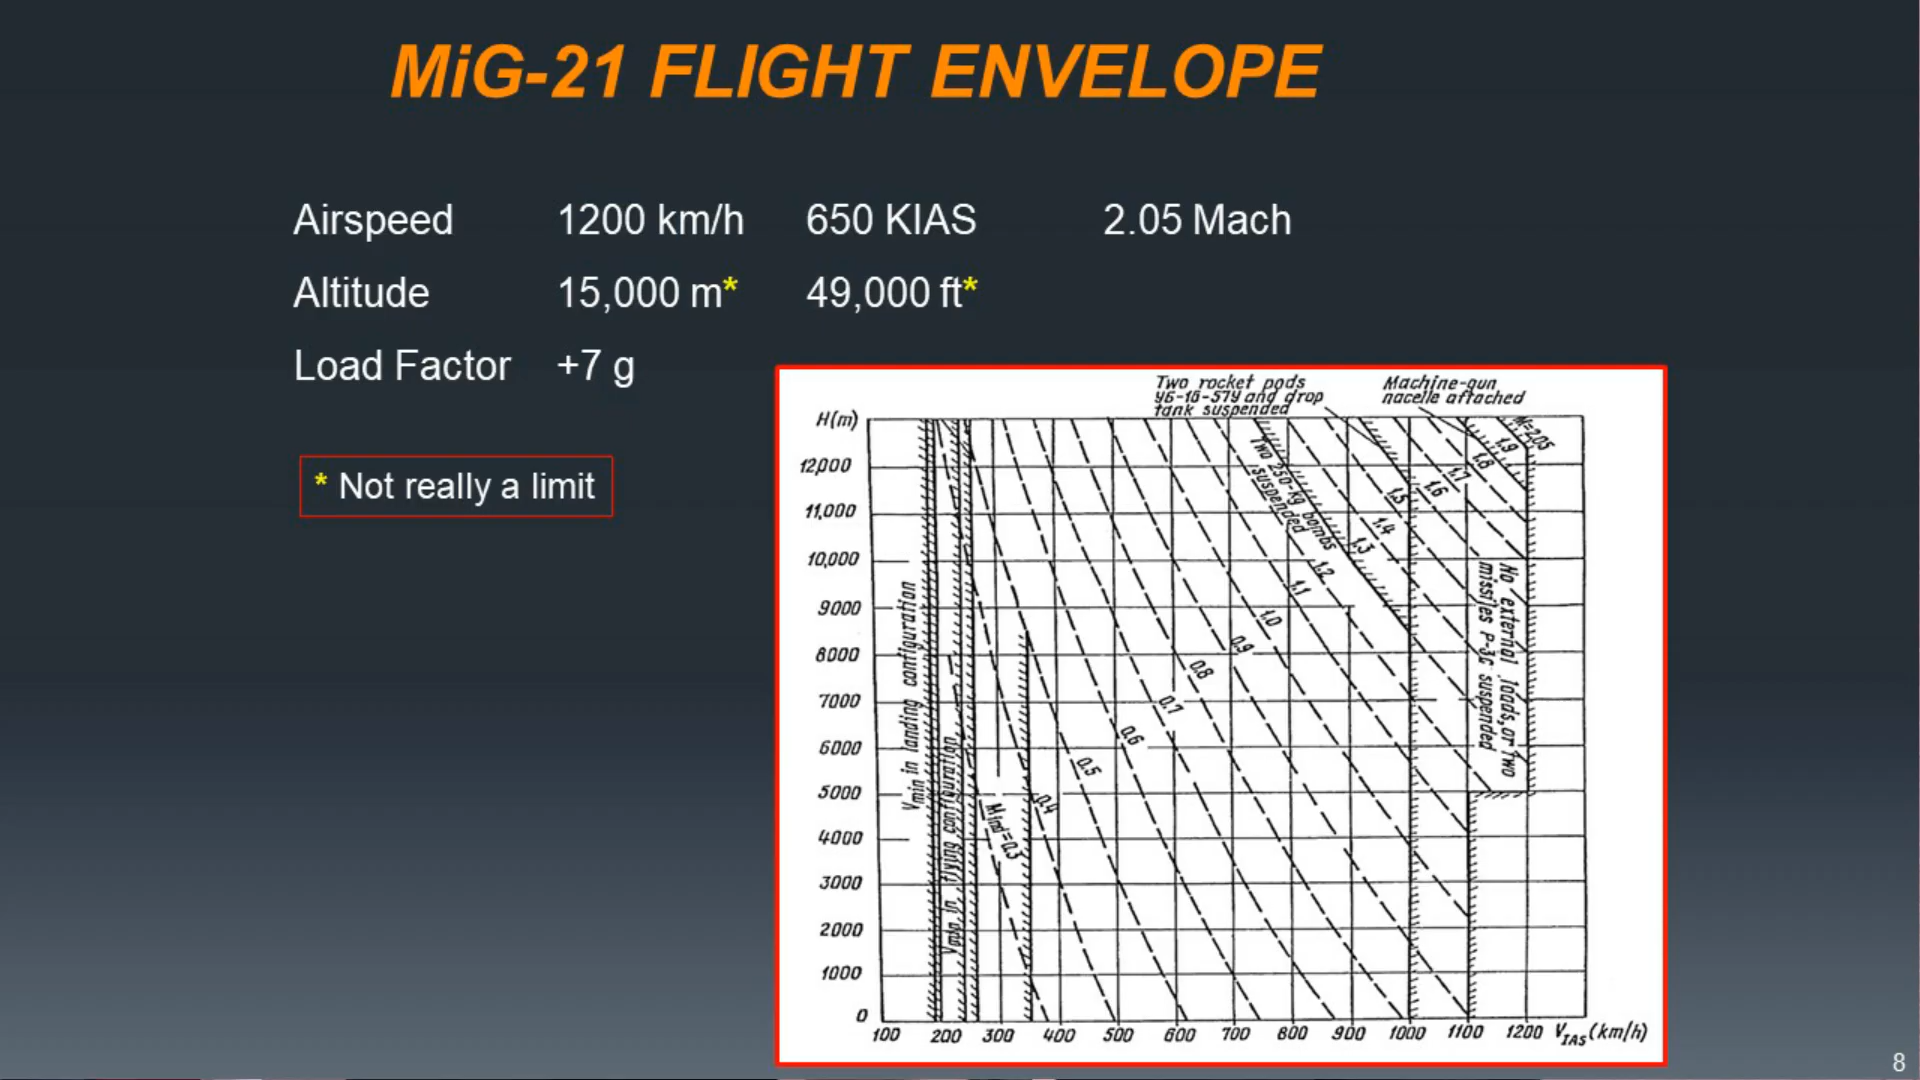 MiG-21 FLIGHT ENVELOPE
Airspeed 1200 km/h 650 KIAS 2.05 Mach
Altitude 15,000 m* 49,000 ft*
Load Factor +7 g
* Not really a limit
Two rocket pods
УБ-16-57У and drop
tank suspended
Machine-gun
nacelle attached
H(m)
M=2.05
1.9
1.8
1.7
1.6
1.5
1.4
1.3
1.2
1.1
1.0
0.9
0.8
0.7
0.6
0.5
0.4
Mind=0.3
Two 250-kg bombs
suspended
No external loads, or two
missiles P-3c suspended
Vmin in landing configuration
Vmin in flying configuration
12,000
11,000
10,000
9000
8000
7000
6000
5000
4000
3000
2000
1000
0
100 200 300 400 500 600 700 800 900 1000 1100 1200 VIAS (km/h)
8